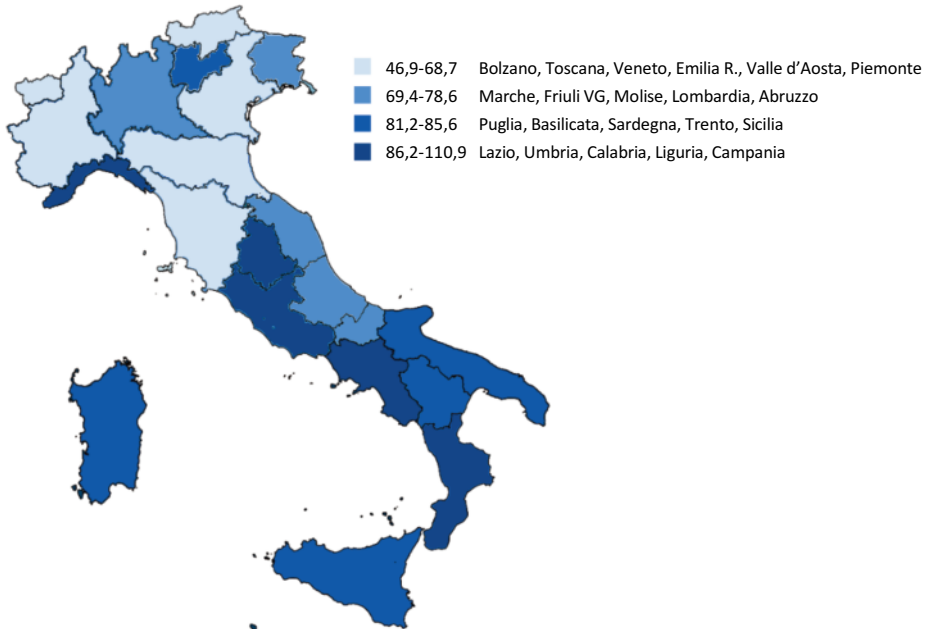 46,9-68,7 Bolzano, Toscana, Veneto, Emilia R., Valle d’Aosta, Piemonte
69,4-78,6 Marche, Friuli VG, Molise, Lombardia, Abruzzo
81,2-85,6 Puglia, Basilicata, Sardegna, Trento, Sicilia
86,2-110,9 Lazio, Umbria, Calabria, Liguria, Campania